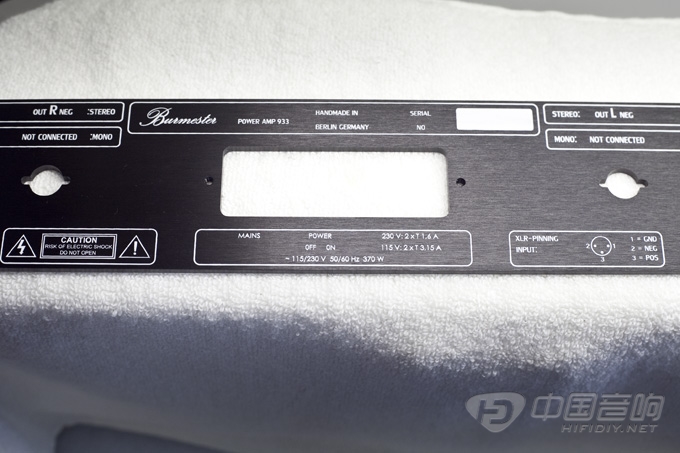 OUT R NEG :STEREO
NOT CONNECTED :MONO
Burmester POWER AMP 933
HANDMADE IN
BERLIN GERMANY
SERIAL
NO
STEREO: OUT L NEG
MONO: NOT CONNECTED
CAUTION
RISK OF ELECTRIC SHOCK
DO NOT OPEN
MAINS POWER 230 V: 2 x T 1.6 A
OFF ON 115 V: 2 x T 3.15 A
~ 115/230 V 50/60 Hz 370 W
XLR-PINNING
INPUT:
2 1
3
1 = GND
2 = NEG
3 = POS
中国音响
HIFIDIY.NET